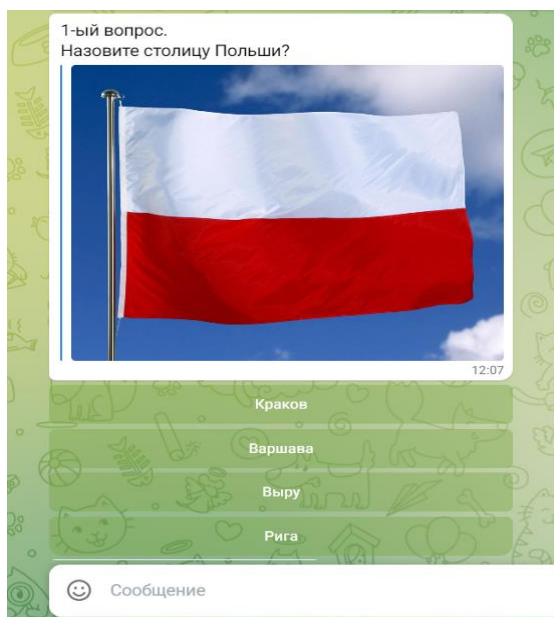 1-ый вопрос.
Назовите столицу Польши?
12:07
Краков
Варшава
Выру
Рига
Сообщение